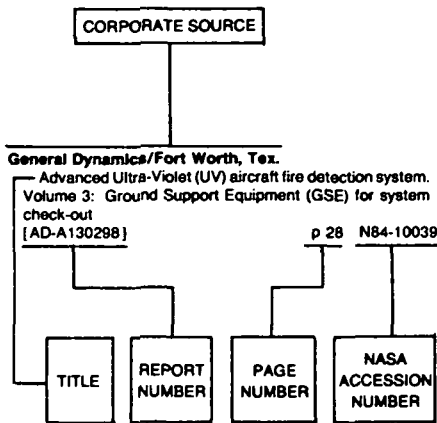 CORPORATE SOURCE
General Dynamics/Fort Worth, Tex.
Advanced Ultra-Violet (UV) aircraft fire detection system.
Volume 3: Ground Support Equipment (GSE) for system
check-out
[AD-A130298] p 28 N84-10039
TITLE
REPORT
NUMBER
PAGE
NUMBER
NASA
ACCESSION
NUMBER